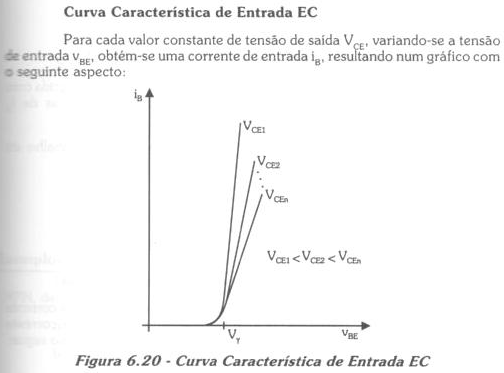 Curva Característica de Entrada EC
Para cada valor constante de tensão de saída V_CE, variando-se a tensão
de entrada v_BE, obtém-se uma corrente de entrada i_B, resultando num gráfico com
o seguinte aspecto:
i_B
V_CE1
V_CE2
V_CEn
V_CE1 < V_CE2 < V_CEn
V_γ
v_BE
Figura 6.20 - Curva Característica de Entrada EC